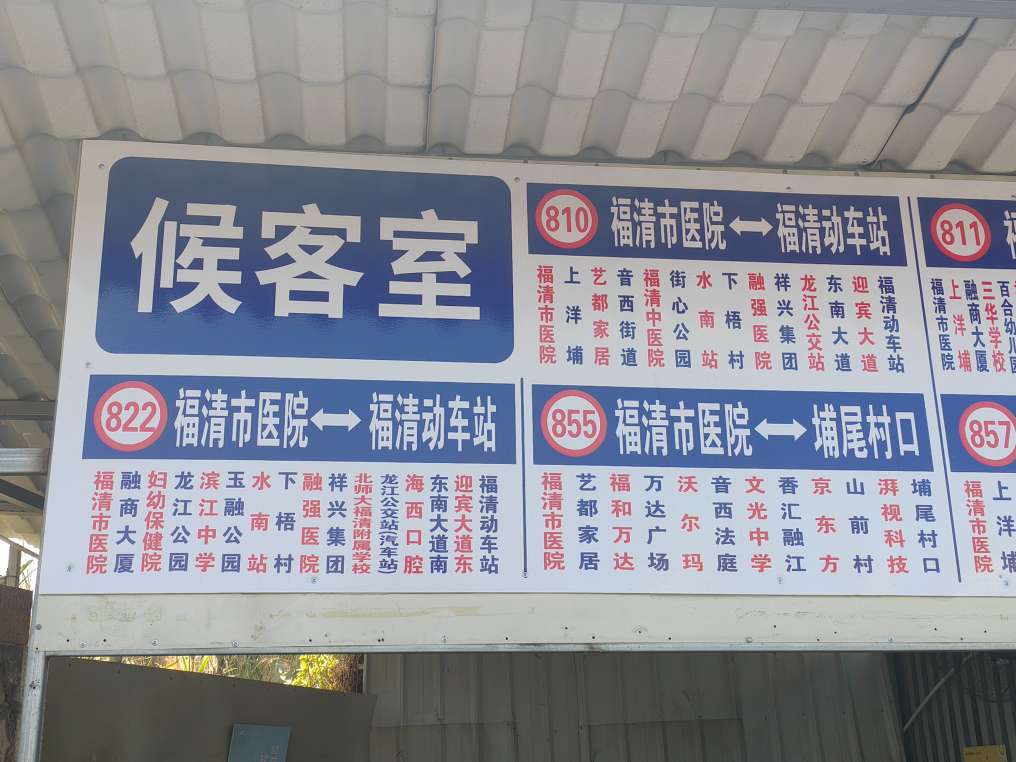 候客室
810 福清市医院↔福清动车站
福清市医院
上洋埔
艺都家居
音西街道
福清中医院
街心公园
水南站
下梧村
融强医院
祥兴集团
龙江公交站
东南大道
迎宾大道
福清动车站
811
福清市医院
上洋埔
融商大厦
三华学校
百合幼儿园
822 福清市医院↔福清动车站
福清市医院
融商大厦
妇幼保健院
龙江公园
滨江中学
玉融公园
水南站
下梧村
融强医院
祥兴集团
北师大福清附属学校
龙江公交站(汽车站)
海西口腔
东南大道南
迎宾大道东
福清动车站
855 福清市医院↔埔尾村口
福清市医院
艺都家居
福和万达
万达广场
沃尔玛
音西法庭
文光中学
香汇融江
京东方
山前村
湃视科技
埔尾村口
857
福清市医院
上洋埔